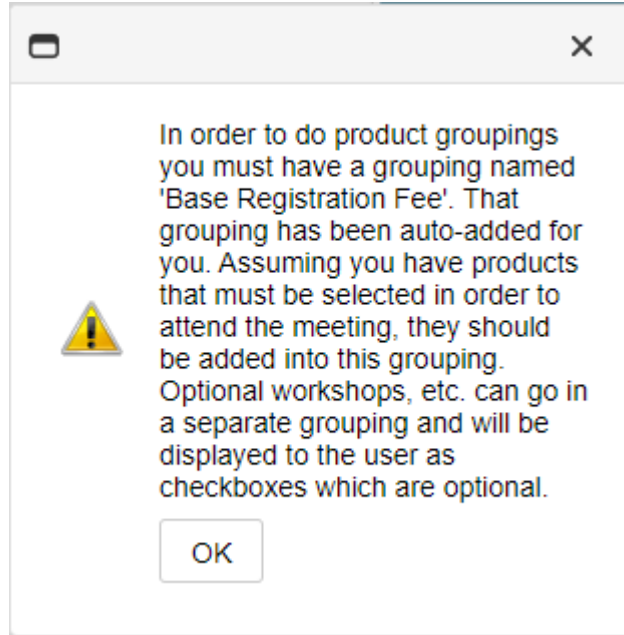 In order to do product groupings
you must have a grouping named
'Base Registration Fee'. That
grouping has been auto-added for
you. Assuming you have products
that must be selected in order to
attend the meeting, they should
be added into this grouping.
Optional workshops, etc. can go in
a separate grouping and will be
displayed to the user as
checkboxes which are optional.
OK